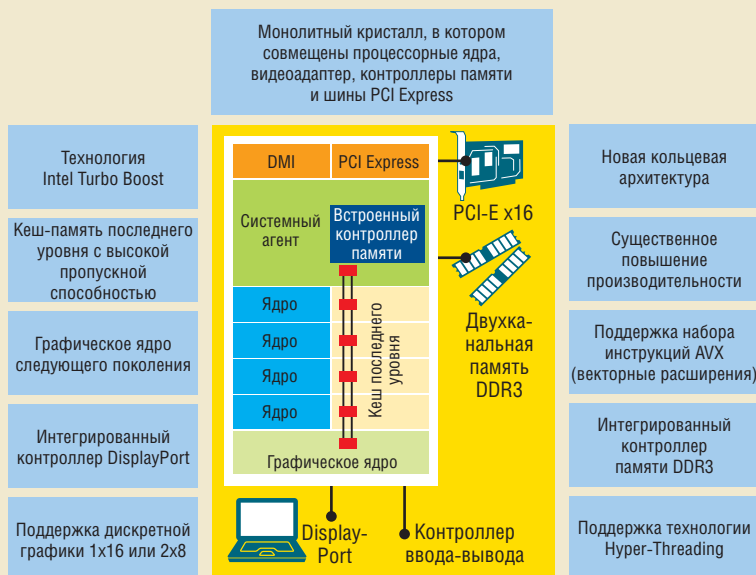 Монолитный кристалл, в котором
совмещены процессорные ядра,
видеоадаптер, контроллеры памяти
и шины PCI Express
Технология
Intel Turbo Boost
Кеш-память последнего
уровня с высокой
пропускной
способностью
Графическое ядро
следующего поколения
Интегрированный
контроллер DisplayPort
Поддержка дискретной
графики 1x16 или 2x8
DMI
PCI Express
Системный
агент
Встроенный
контроллер
памяти
Ядро
Ядро
Ядро
Ядро
Кеш последнего
уровня
Графическое ядро
PCI-E x16
Двухка-
нальная
память
DDR3
Display-
Port
Контроллер
ввода-вывода
Новая кольцевая
архитектура
Существенное
повышение
производительности
Поддержка набора
инструкций AVX
(векторные расширения)
Интегрированный
контроллер
памяти DDR3
Поддержка технологии
Hyper-Threading